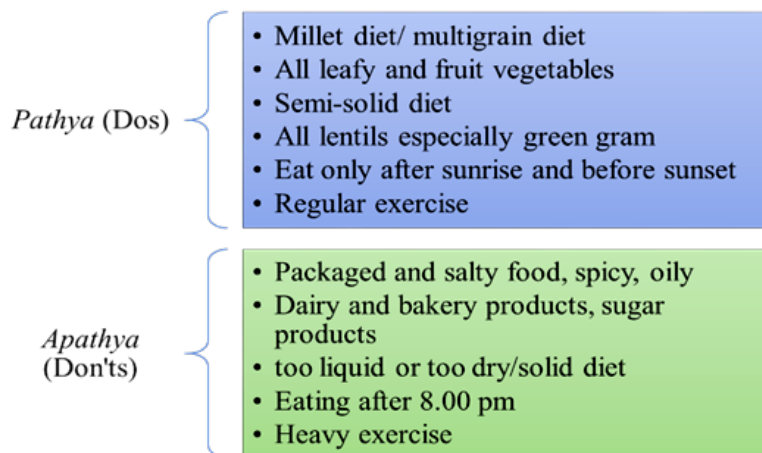 Pathya (Dos)
• Millet diet/ multigrain diet
• All leafy and fruit vegetables
• Semi-solid diet
• All lentils especially green gram
• Eat only after sunrise and before sunset
• Regular exercise
Apathya
(Don'ts)
• Packaged and salty food, spicy, oily
• Dairy and bakery products, sugar
products
• too liquid or too dry/solid diet
• Eating after 8.00 pm
• Heavy exercise